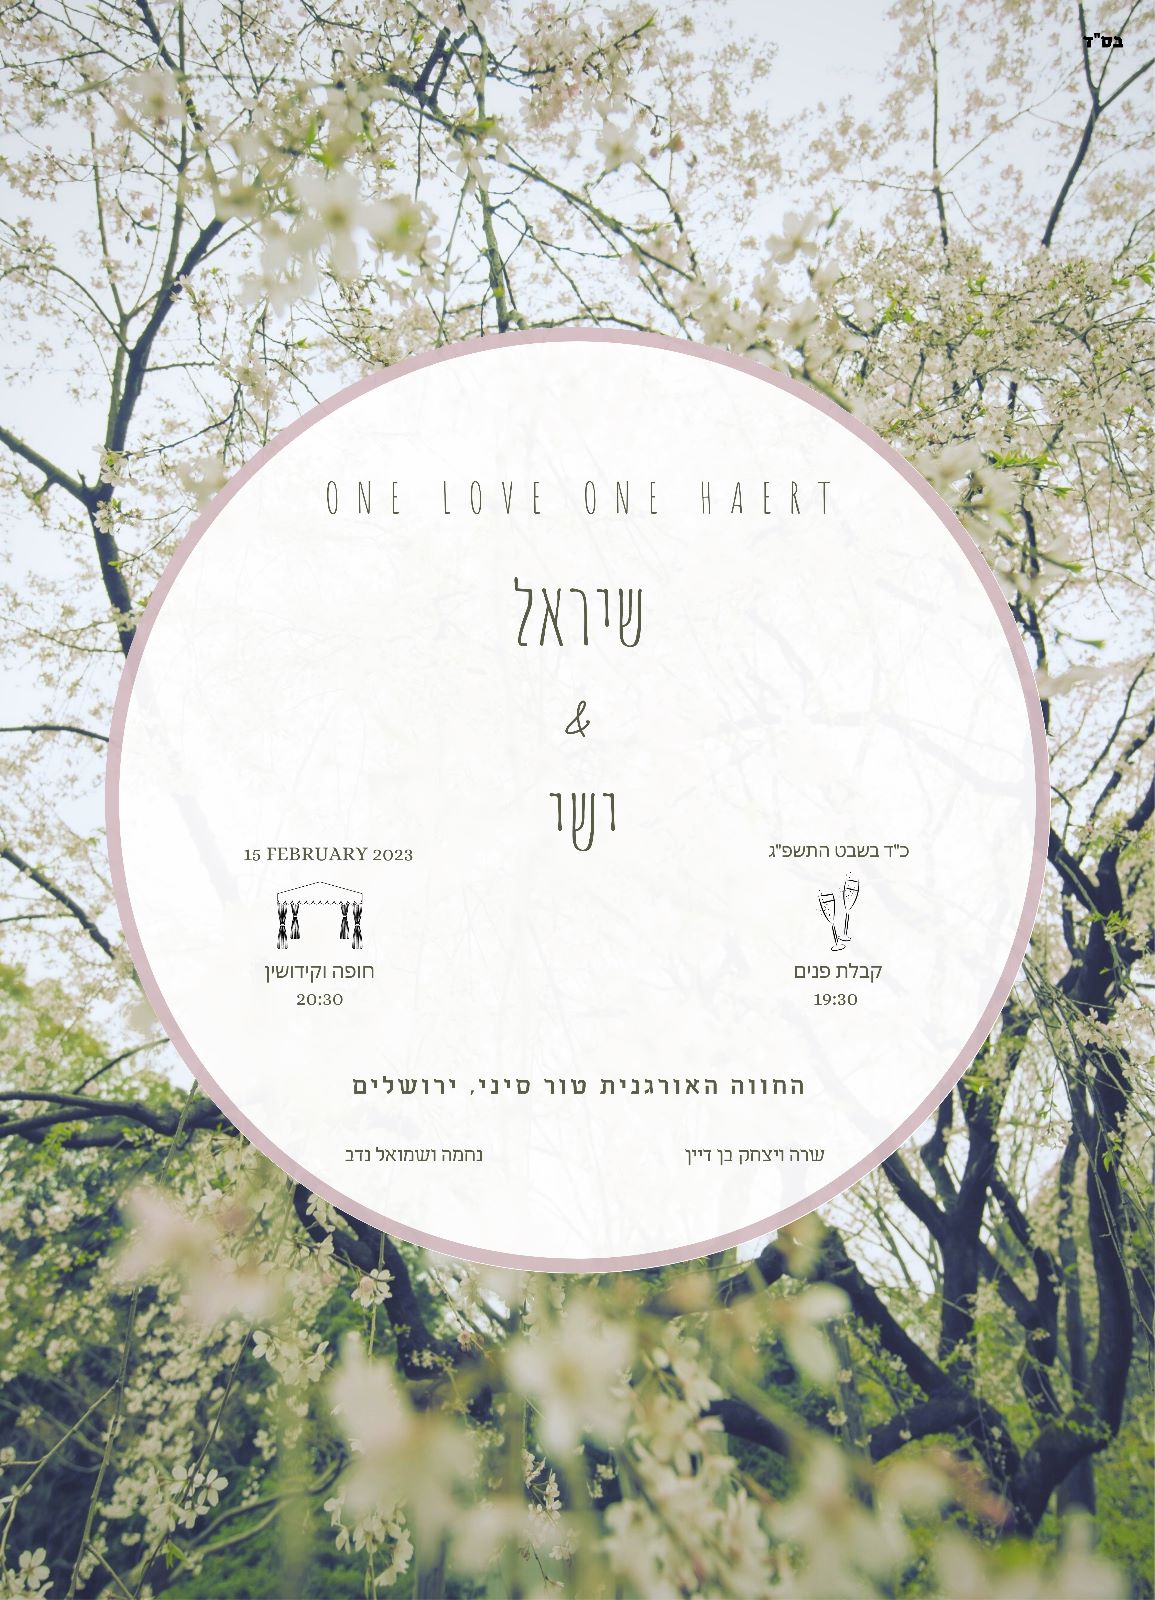 בס"ד
ONE LOVE ONE HAERT
שיראל
&
ושו
כ"ד בשבט התשפ"ג
15 FEBRUARY 2023
קבלת פנים
19:30
חופה וקידושין
20:30
החווה האורגנית טור סיני, ירושלים
שרה ויצחק בן דיין
נחמה ושמואל נדב